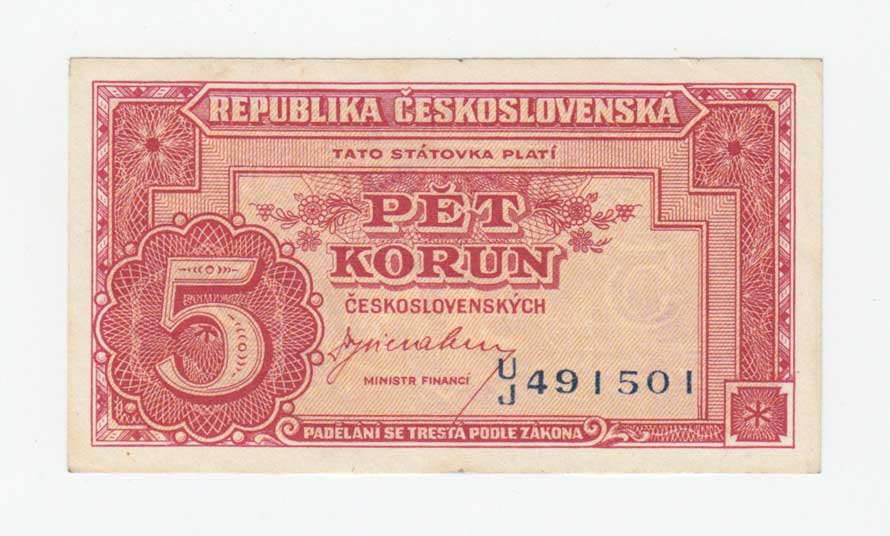 REPUBLIKA ČESKOSLOVENSKÁ
TATO STÁTOVKA PLATÍ
PĚT
KORUN
ČESKOSLOVENSKÝCH
5
MINISTR FINANCÍ
U/J 491501
PADĚLÁNÍ SE TRESTÁ PODLE ZÁKONA